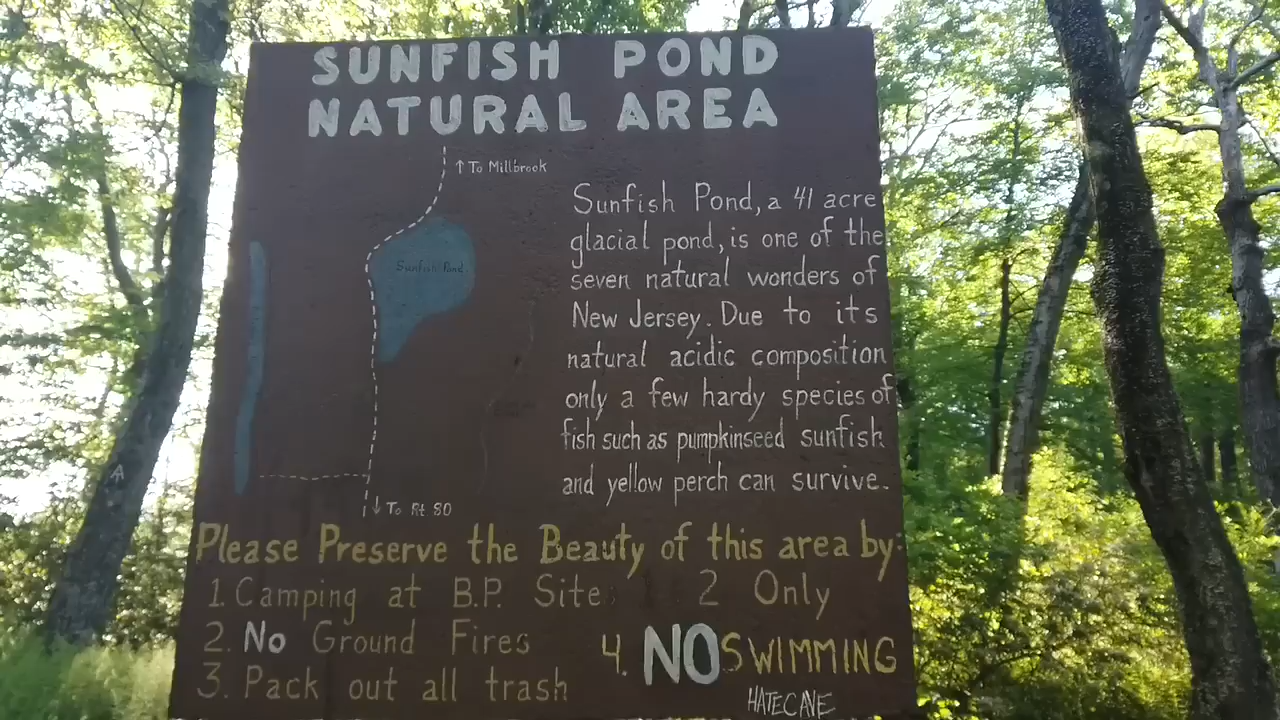 SUNFISH POND
NATURAL AREA
↑ To Millbrook
Sunfish Pond
↓ To Rt 80
Sunfish Pond, a 41 acre
glacial pond, is one of the
seven natural wonders of
New Jersey. Due to its
natural acidic composition
only a few hardy species of
fish such as pumpkinseed sunfish
and yellow perch can survive.
Please Preserve the Beauty of this area by:
1. Camping at B.P. Site 2 Only
2. No Ground Fires
3. Pack out all trash
4. NO SWIMMING
HATECAVE